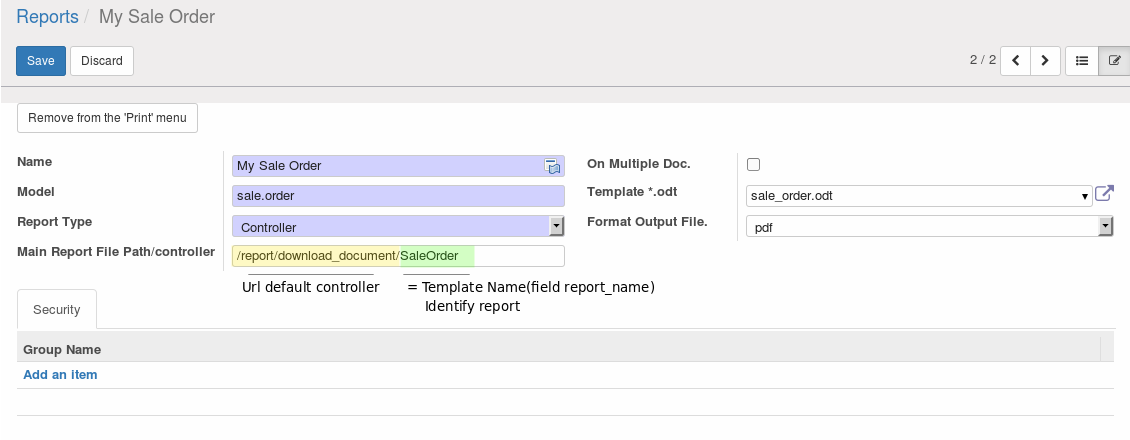 Reports / My Sale Order
Save Discard 2 / 2
Remove from the 'Print' menu
Name My Sale Order On Multiple Doc.
Model sale.order Template *.odt sale_order.odt
Report Type Controller Format Output File. pdf
Main Report File Path/controller /report/download_document/SaleOrder
Url default controller = Template Name(field report_name)
Identify report
Security
Group Name
Add an item